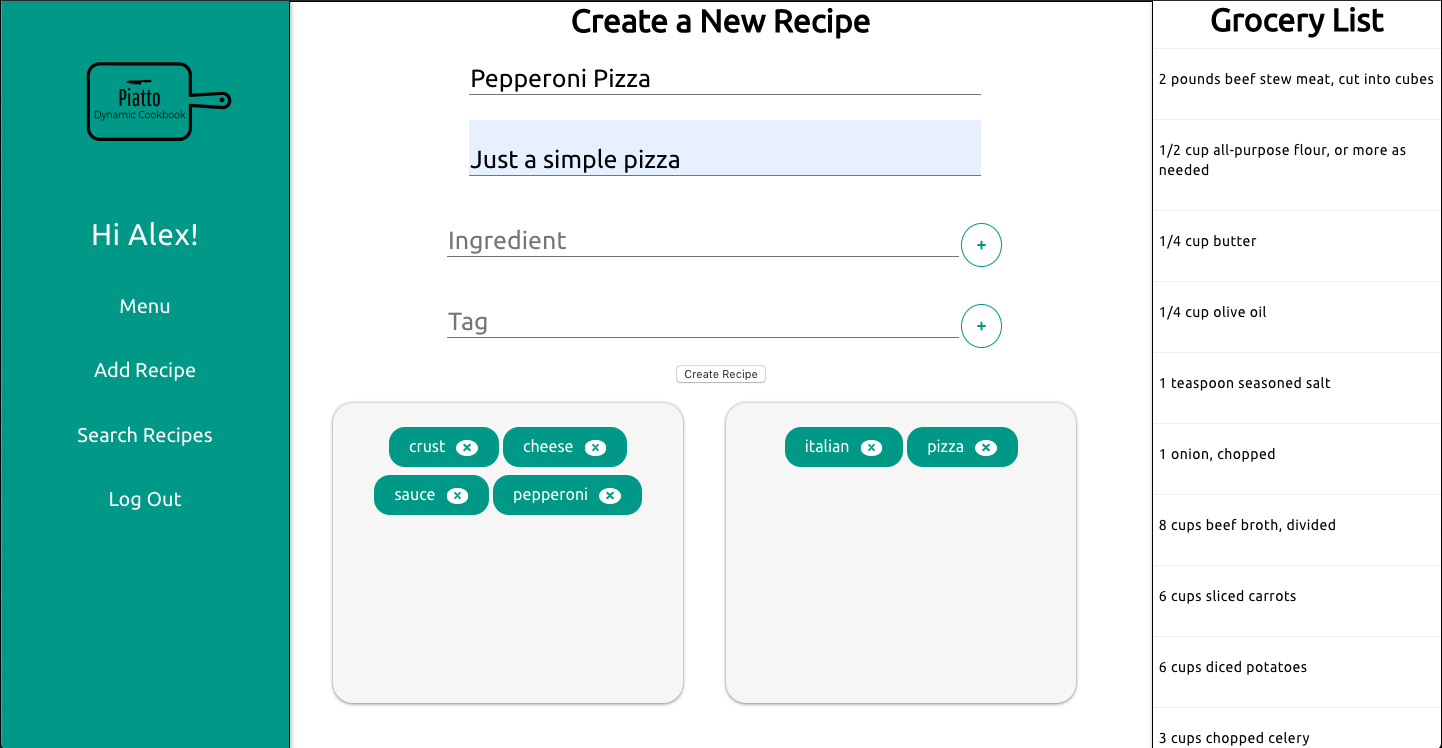 Piatto
Dynamic Cookbook
Hi Alex!
Menu
Add Recipe
Search Recipes
Log Out
Create a New Recipe
Pepperoni Pizza
Just a simple pizza
Ingredient
+
Tag
+
Create Recipe
crust x cheese x
sauce x pepperoni x
italian x pizza x
Grocery List
2 pounds beef stew meat, cut into cubes
1/2 cup all-purpose flour, or more as
needed
1/4 cup butter
1/4 cup olive oil
1 teaspoon seasoned salt
1 onion, chopped
8 cups beef broth, divided
6 cups sliced carrots
6 cups diced potatoes
3 cups chopped celery